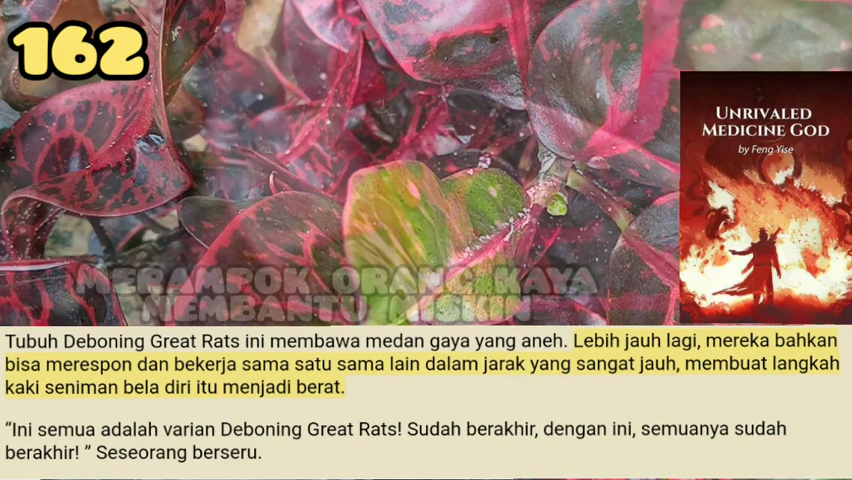 162
UNRIVALED
MEDICINE GOD
by Feng Yise
MERAMPOK ORANG KAYA
MEMBANTU MISKIN
Tubuh Deboning Great Rats ini membawa medan gaya yang aneh. Lebih jauh lagi, mereka bahkan
bisa merespon dan bekerja sama satu sama lain dalam jarak yang sangat jauh, membuat langkah
kaki seniman bela diri itu menjadi berat.
“Ini semua adalah varian Deboning Great Rats! Sudah berakhir, dengan ini, semuanya sudah
berakhir! ” Seseorang berseru.